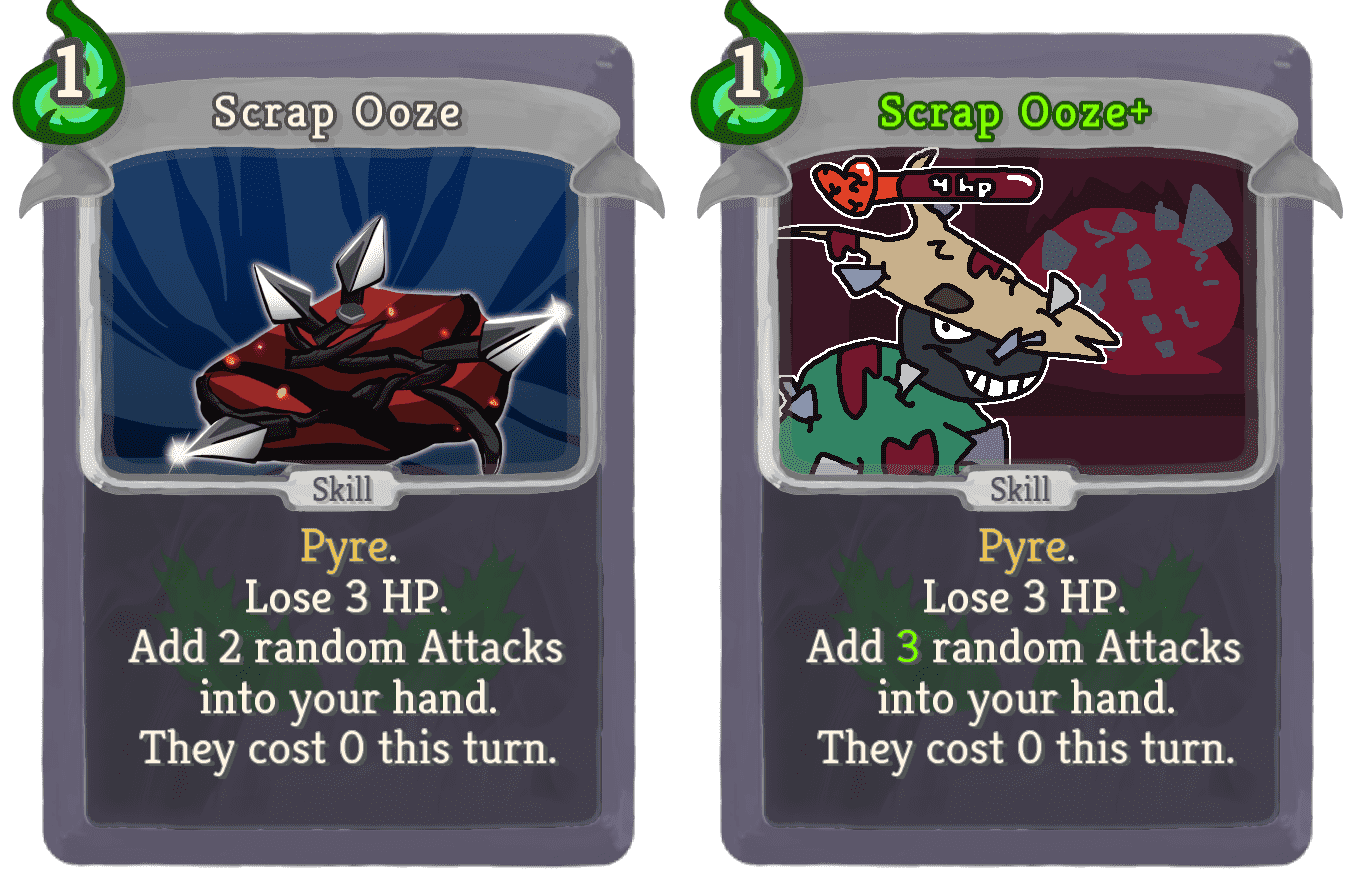 1
Scrap Ooze
Skill
Pyre.
Lose 3 HP.
Add 2 random Attacks
into your hand.
They cost 0 this turn.
1
Scrap Ooze+
4 hp
Skill
Pyre.
Lose 3 HP.
Add 3 random Attacks
into your hand.
They cost 0 this turn.